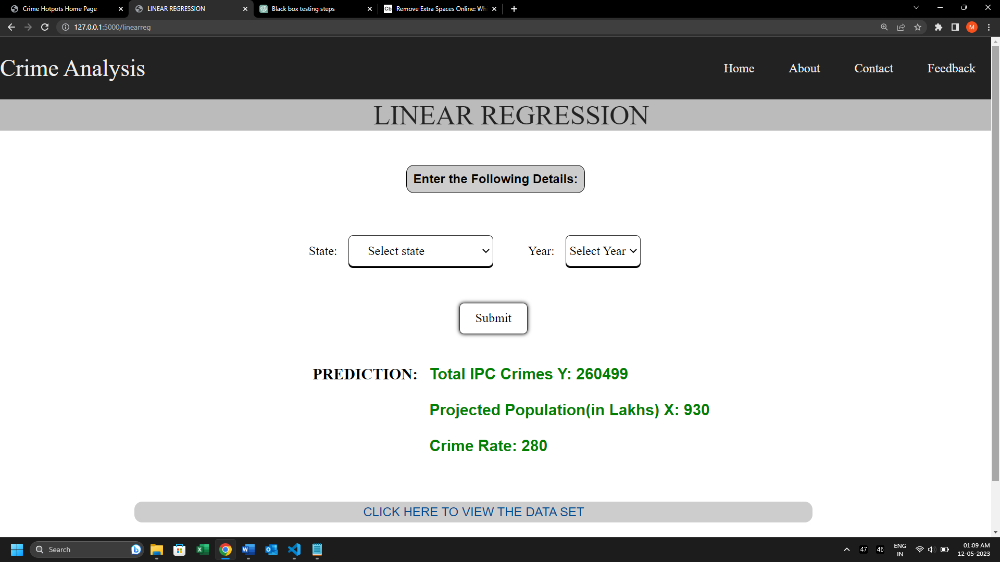 Crime Hotpots Home Page
LINEAR REGRESSION
Black box testing steps
Cb Remove Extra Spaces Online: Wh
127.0.0.1:5000/linearreg
M
Crime Analysis
Home
About
Contact
Feedback
LINEAR REGRESSION
Enter the Following Details:
State: Select state
Year: Select Year
Submit
PREDICTION: Total IPC Crimes Y: 260499
Projected Population(in Lakhs) X: 930
Crime Rate: 280
CLICK HERE TO VIEW THE DATA SET
Search
47
46
ENG
IN
01:09 AM
12-05-2023